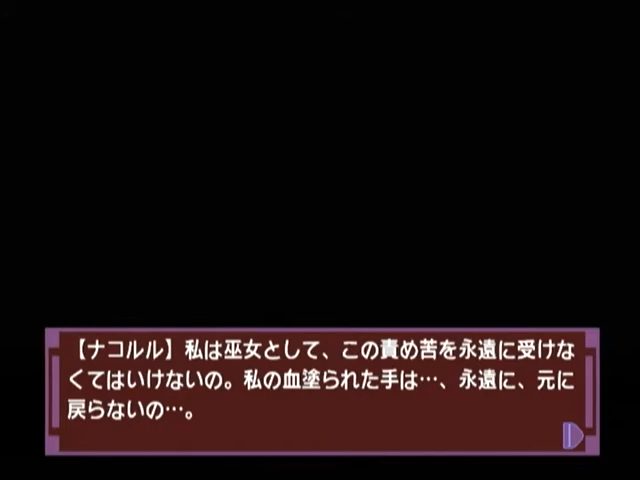 【ナコルル】私は巫女として、この責め苦を永遠に受けな
くてはいけないの。私の血塗られた手は…、永遠に、元に
戻らないの…。